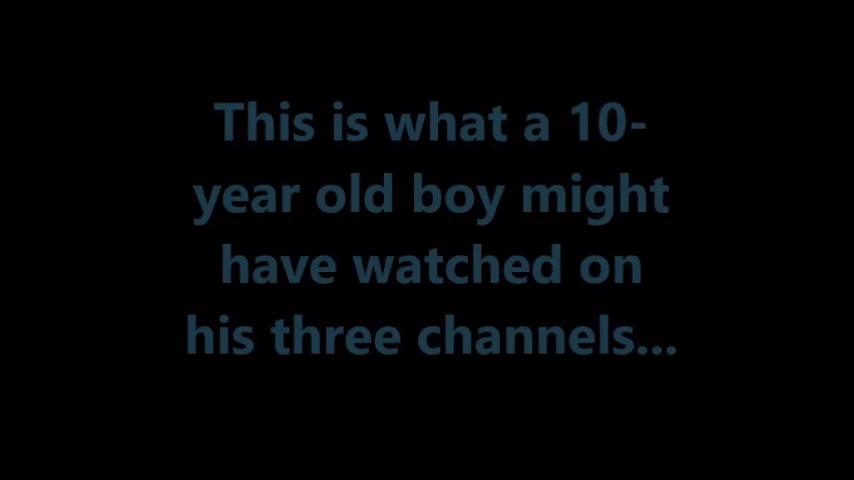 This is what a 10-
year old boy might
have watched on
his three channels...